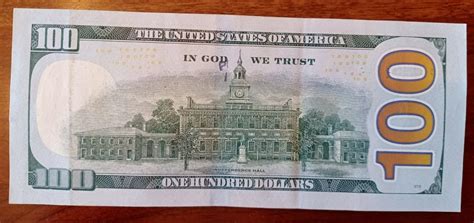 100
THE UNITED STATES OF AMERICA
IN GOD WE TRUST
100
INDEPENDENCE HALL
100
ONE HUNDRED DOLLARS